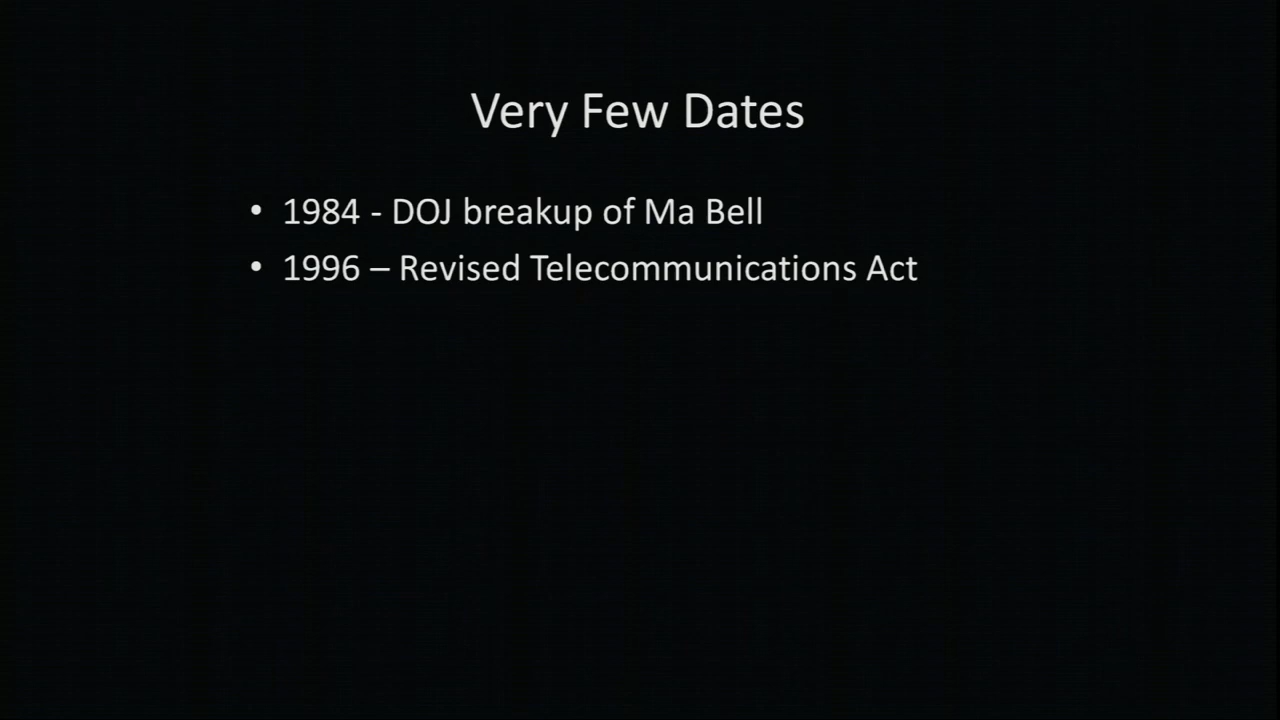 Very Few Dates
• 1984 - DOJ breakup of Ma Bell
• 1996 – Revised Telecommunications Act